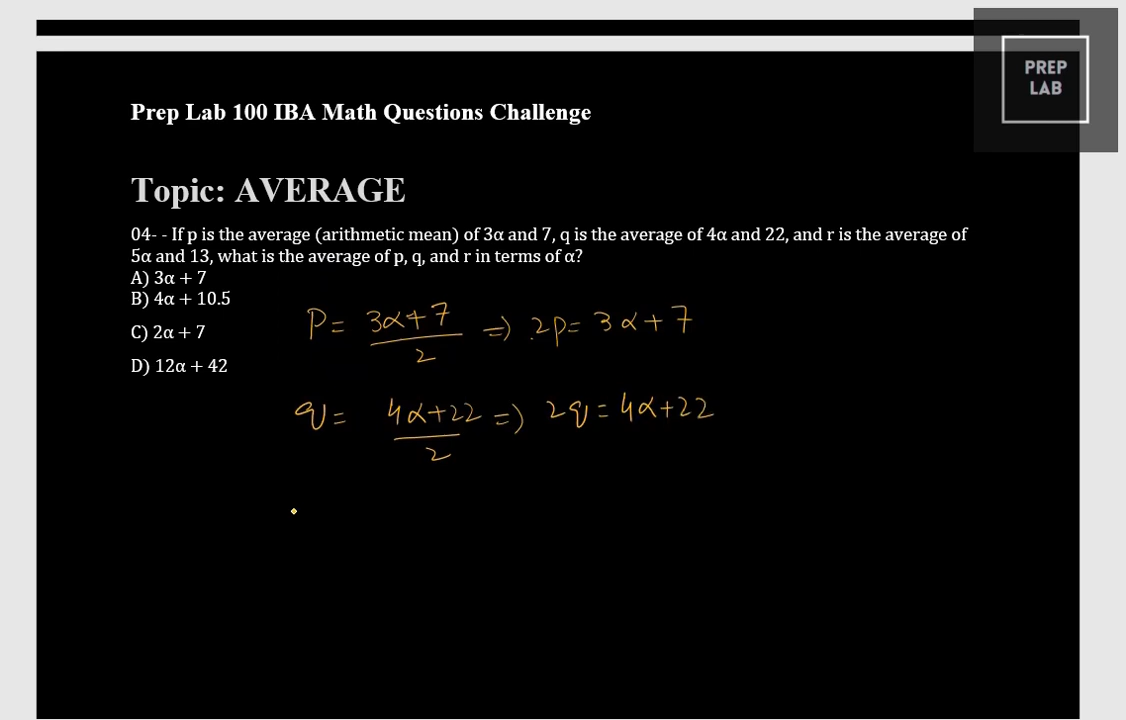 PREP
LAB
Prep Lab 100 IBA Math Questions Challenge
Topic: AVERAGE
04- - If p is the average (arithmetic mean) of 3α and 7, q is the average of 4α and 22, and r is the average of
5α and 13, what is the average of p, q, and r in terms of α?
A) 3α + 7
B) 4α + 10.5
C) 2α + 7
D) 12α + 42
P = 3α+7 / 2 => 2p = 3α + 7
q = 4α+22 / 2 => 2q = 4α+22